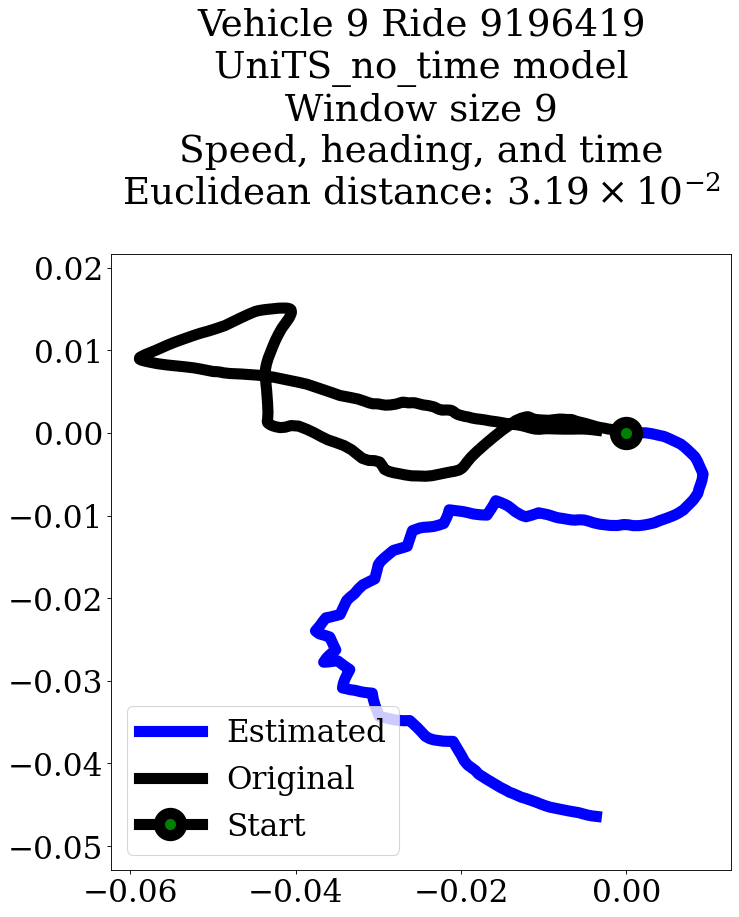 Vehicle 9 Ride 9196419
UniTS_no_time model
Window size 9
Speed, heading, and time
Euclidean distance: 3.19 × 10⁻²
0.02
0.01
0.00
−0.01
−0.02
−0.03
−0.04
−0.05
Estimated
Original
Start
−0.06
−0.04
−0.02
0.00